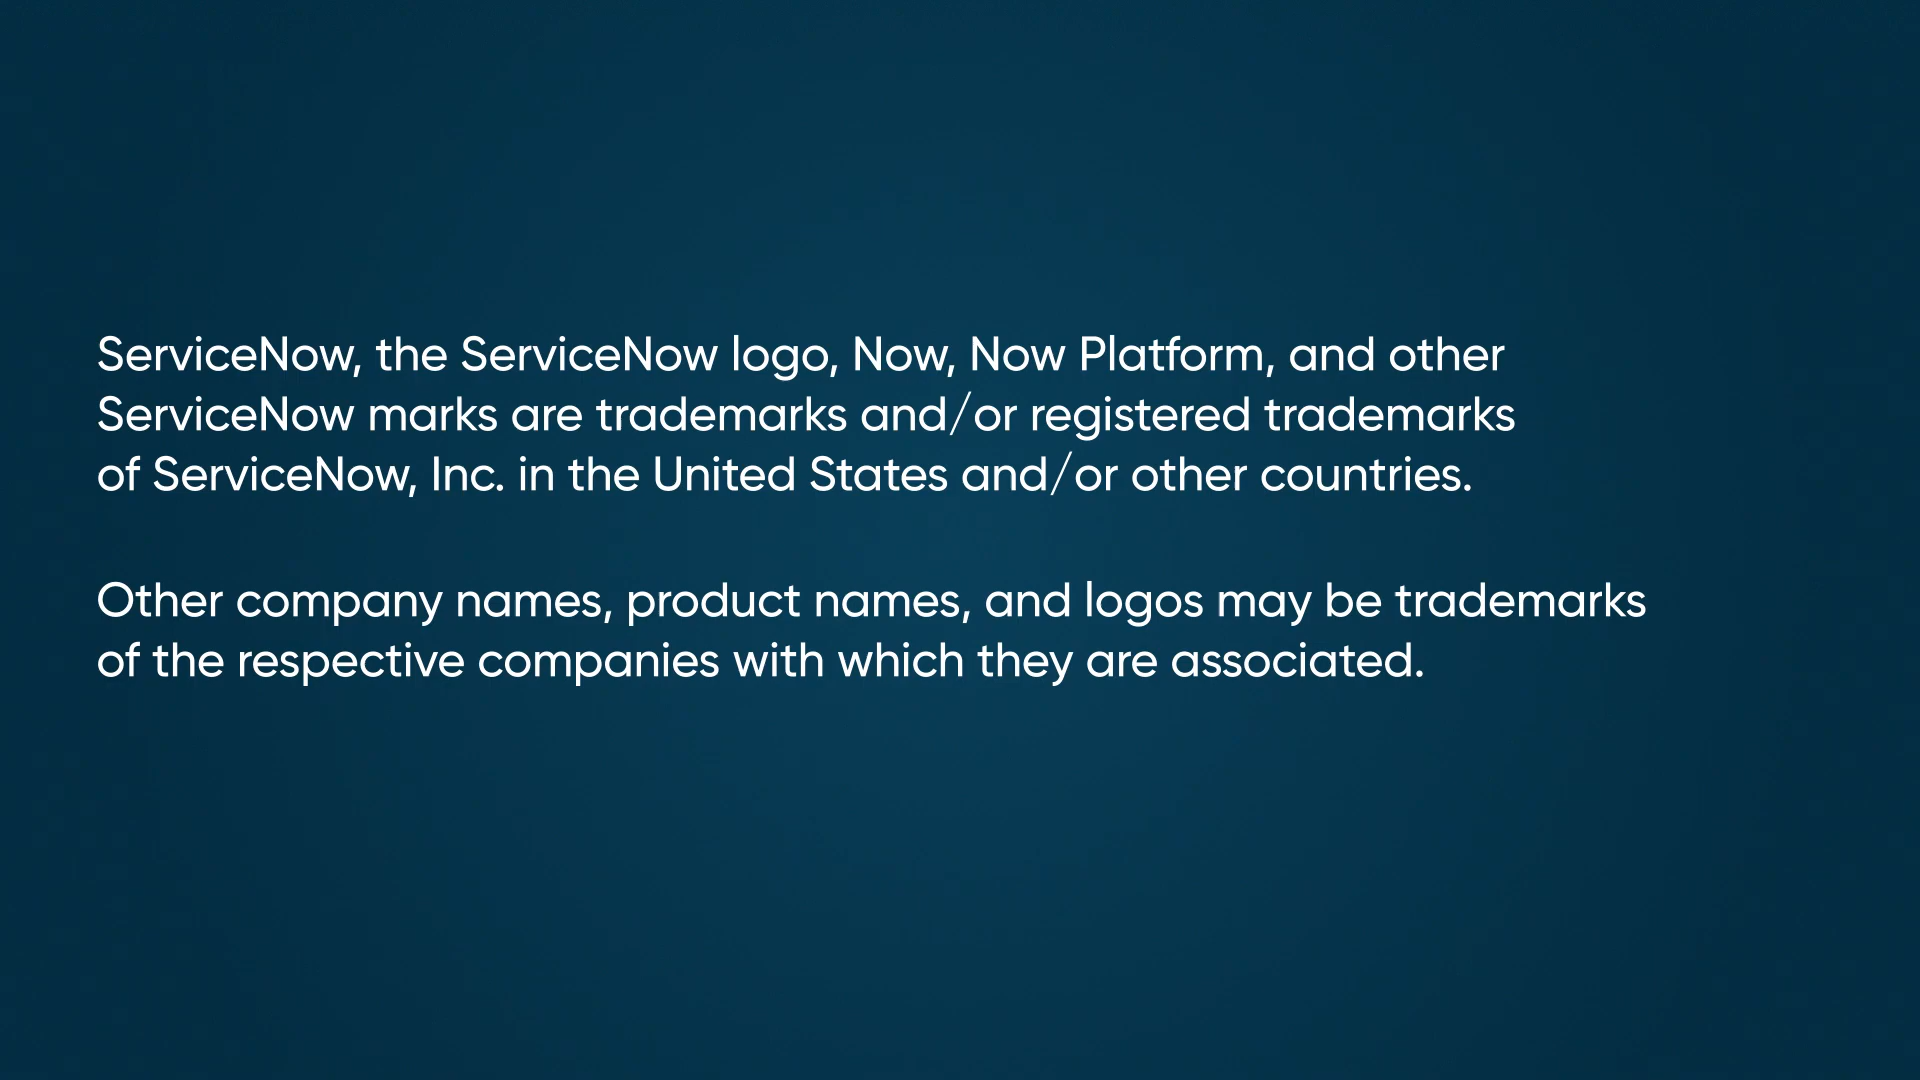 ServiceNow, the ServiceNow logo, Now, Now Platform, and other
ServiceNow marks are trademarks and/or registered trademarks
of ServiceNow, Inc. in the United States and/or other countries.
Other company names, product names, and logos may be trademarks
of the respective companies with which they are associated.